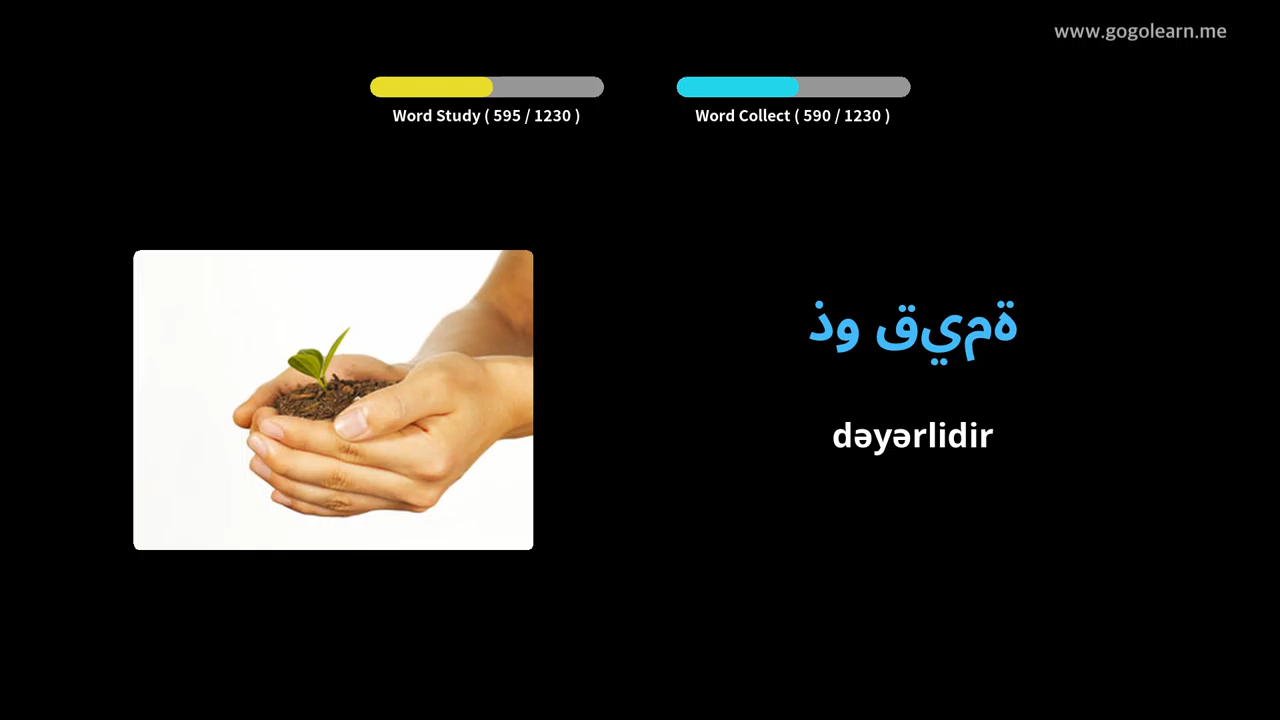 www.gogolearn.me
Word Study ( 595 / 1230 )
Word Collect ( 590 / 1230 )
ذو قيمة
dəyərlidir